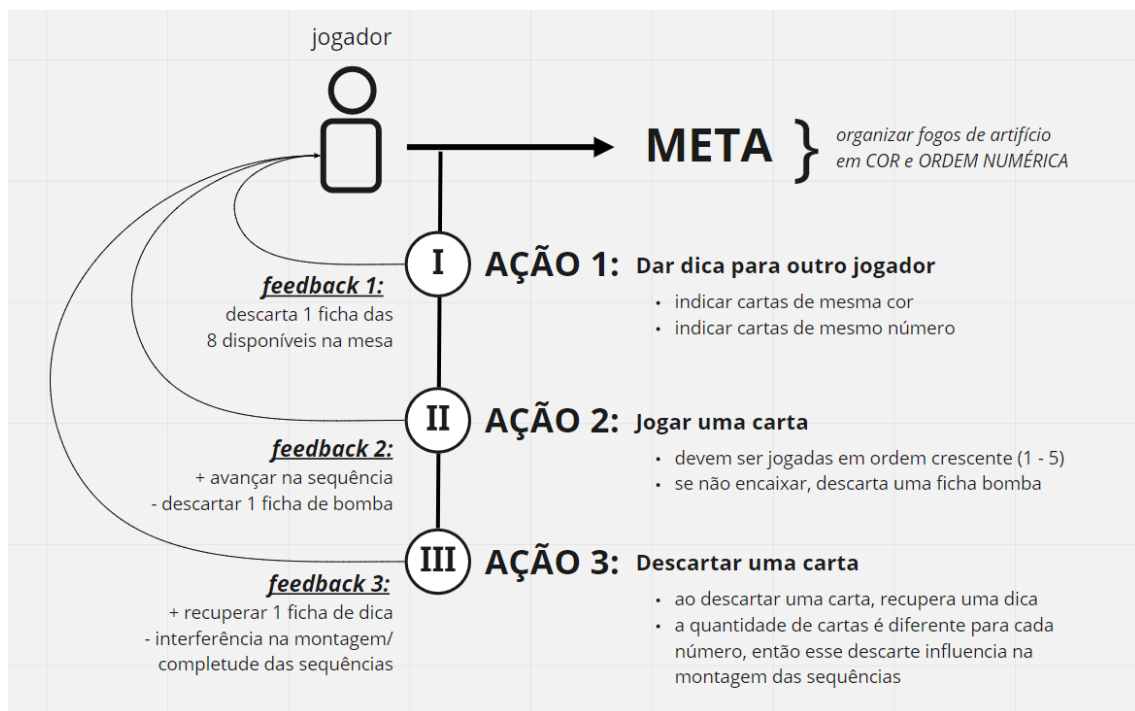 jogador
META
}
organizar fogos de artifício
em COR e ORDEM NUMÉRICA
I
AÇÃO 1: Dar dica para outro jogador
• indicar cartas de mesma cor
• indicar cartas de mesmo número
feedback 1:
descarta 1 ficha das
8 disponíveis na mesa
II
AÇÃO 2: Jogar uma carta
• devem ser jogadas em ordem crescente (1 - 5)
• se não encaixar, descarta uma ficha bomba
feedback 2:
+ avançar na sequência
- descartar 1 ficha de bomba
III
AÇÃO 3: Descartar uma carta
• ao descartar uma carta, recupera uma dica
• a quantidade de cartas é diferente para cada
número, então esse descarte influencia na
montagem das sequências
feedback 3:
+ recuperar 1 ficha de dica
- interferência na montagem/
completude das sequências